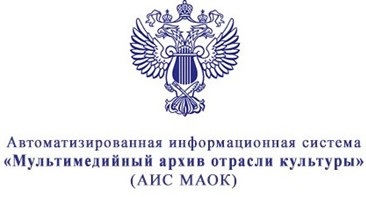 Автоматизированная информационная система
«Мультимедийный архив отрасли культуры»
(АИС МАОК)